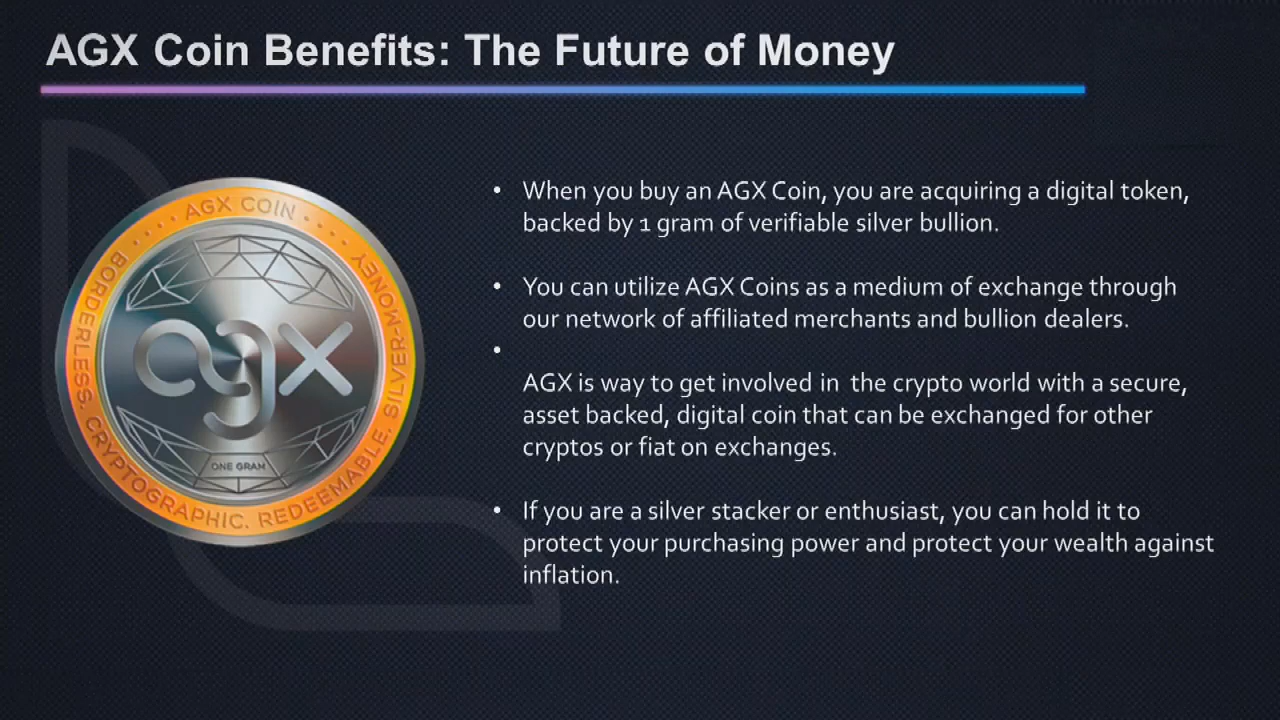 AGX Coin Benefits: The Future of Money
AGX COIN
BORDERLESS. CRYPTOGRAPHIC. REDEEMABLE. SILVER-MONEY
agx
ONE GRAM
• When you buy an AGX Coin, you are acquiring a digital token,
backed by 1 gram of verifiable silver bullion.
• You can utilize AGX Coins as a medium of exchange through
our network of affiliated merchants and bullion dealers.
•
AGX is way to get involved in  the crypto world with a secure,
asset backed, digital coin that can be exchanged for other
cryptos or fiat on exchanges.
• If you are a silver stacker or enthusiast, you can hold it to
protect your purchasing power and protect your wealth against
inflation.